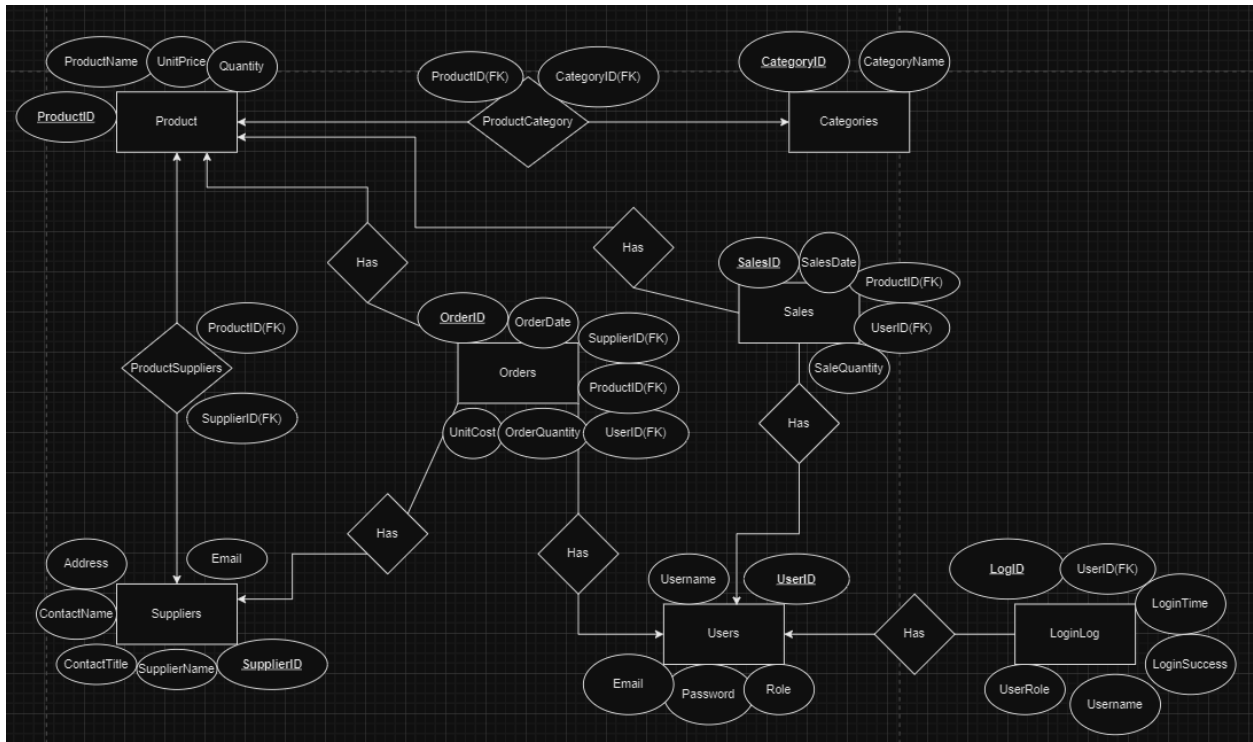 ProductName
UnitPrice
Quantity
ProductID
Product
ProductID(FK)
CategoryID(FK)
ProductCategory
CategoryID
CategoryName
Categories
Has
Has
SalesID
SalesDate
ProductID(FK)
Sales
UserID(FK)
SaleQuantity
OrderID
OrderDate
SupplierID(FK)
Orders
ProductID(FK)
UnitCost
OrderQuantity
UserID(FK)
ProductID(FK)
ProductSuppliers
SupplierID(FK)
Has
Has
Has
Address
Email
ContactName
Suppliers
ContactTitle
SupplierName
SupplierID
Username
UserID
Users
Email
Password
Role
Has
LogID
UserID(FK)
LoginTime
LoginLog
LoginSuccess
UserRole
Username